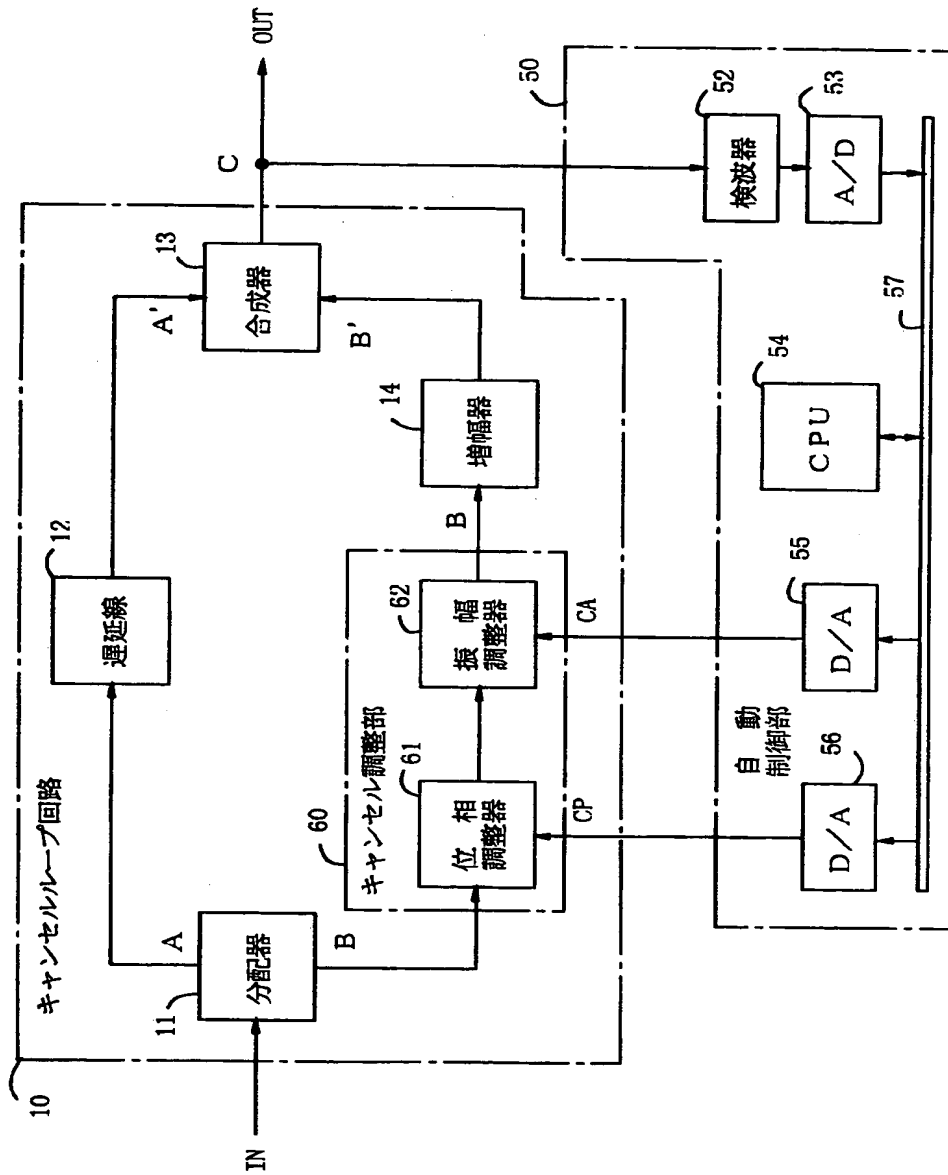 10
キャンセルループ回路
IN
11
分配器
A
B
12
遅延線
60
キャンセル調整部
61
位相
調整器
62
振幅
調整器
B
14
増幅器
A'
B'
13
合成器
C
OUT
CP
CA
50
自動
制御部
52
検波器
53
A/D
54
CPU
55
D/A
56
D/A
57